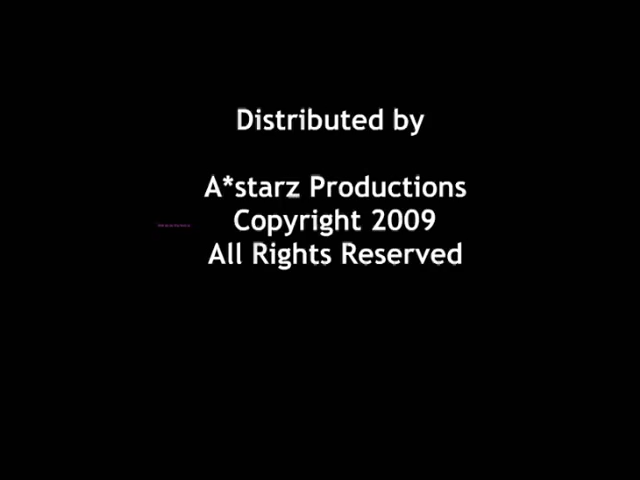 Distributed by
A*starz Productions
Copyright 2009
All Rights Reserved